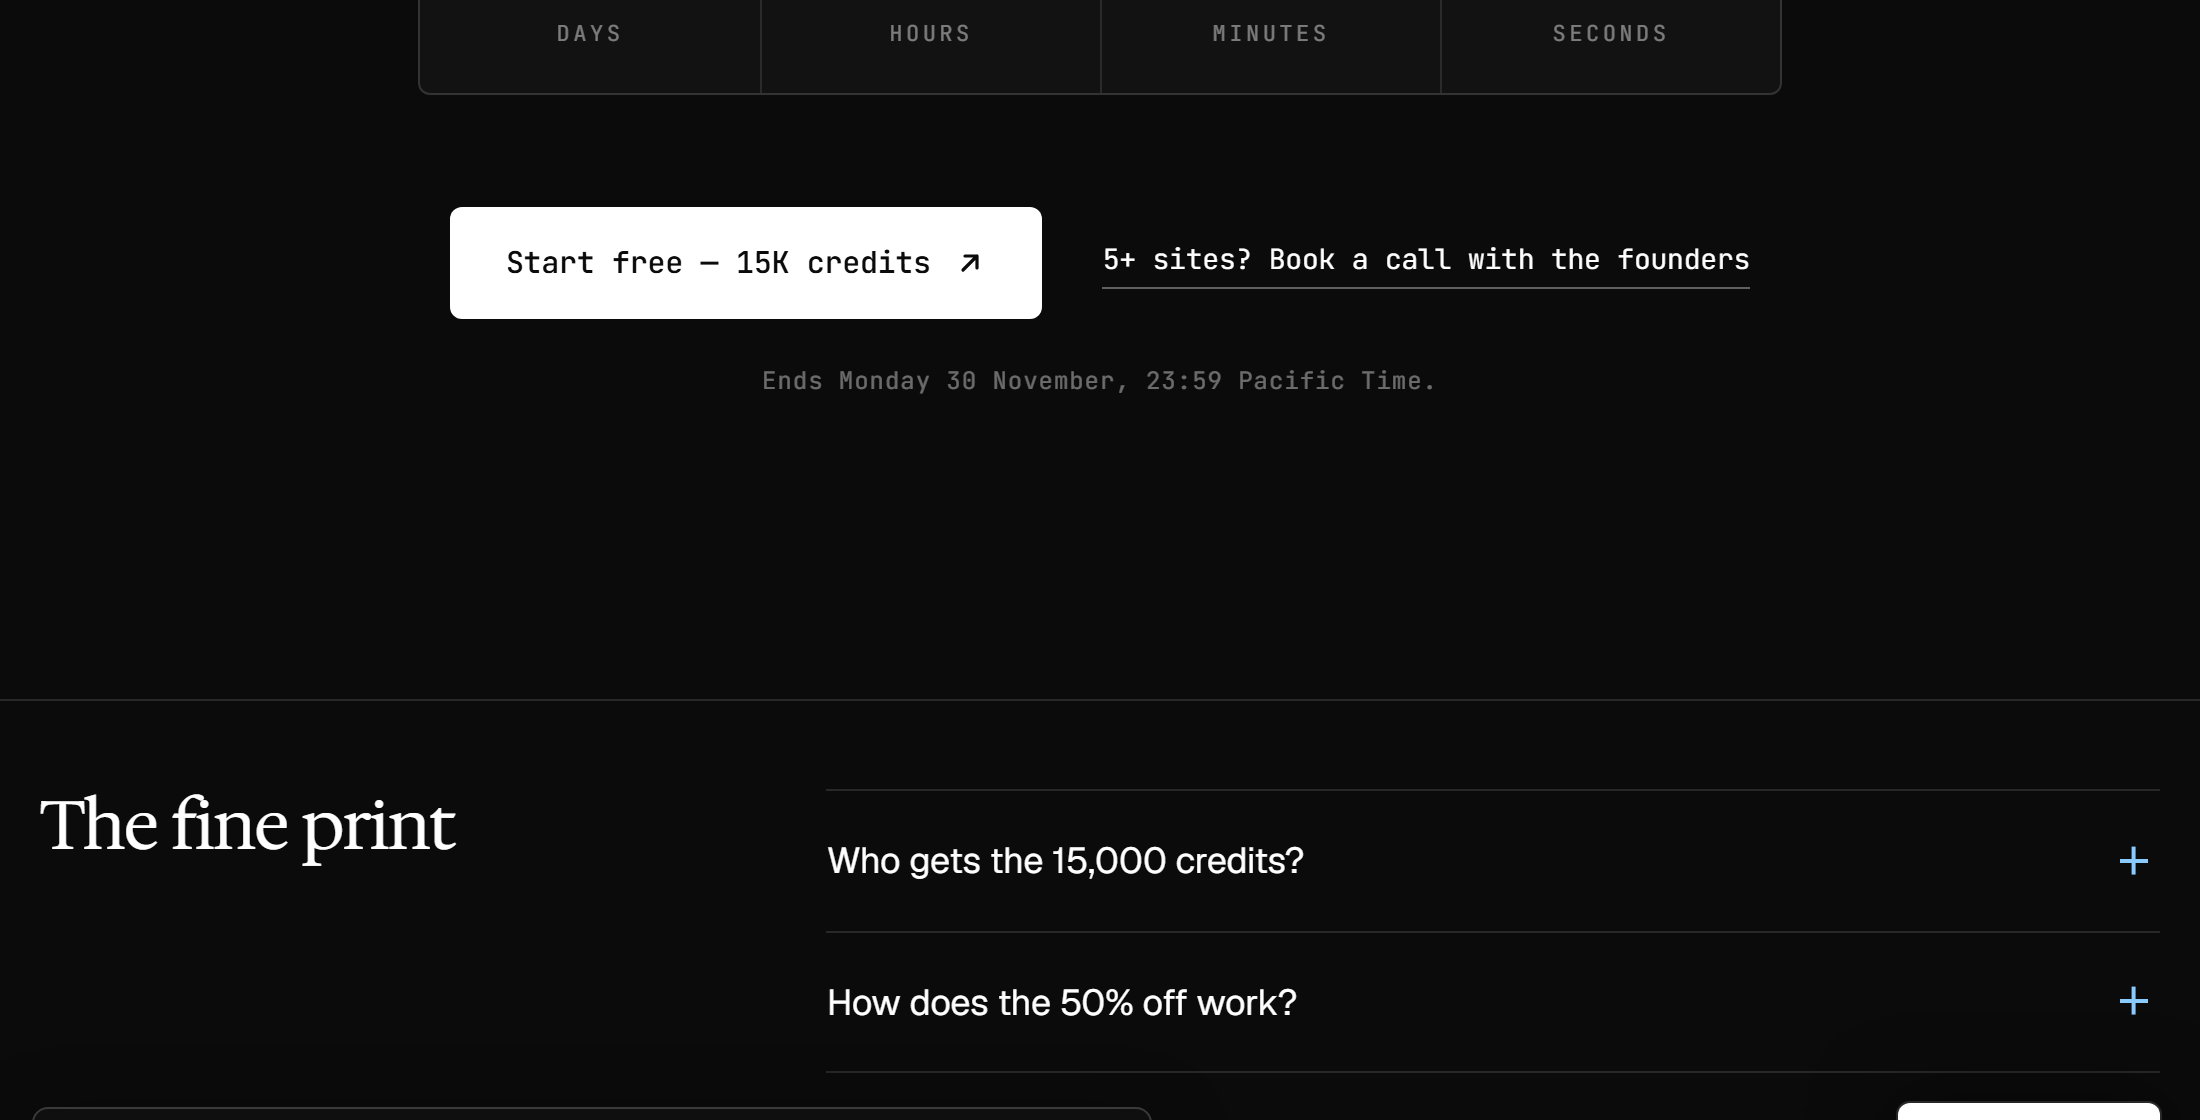 DAYS HOURS MINUTES SECONDS
Start free — 15K credits ↗
5+ sites? Book a call with the founders
Ends Monday 30 November, 23:59 Pacific Time.
The fine print
Who gets the 15,000 credits? +
How does the 50% off work? +